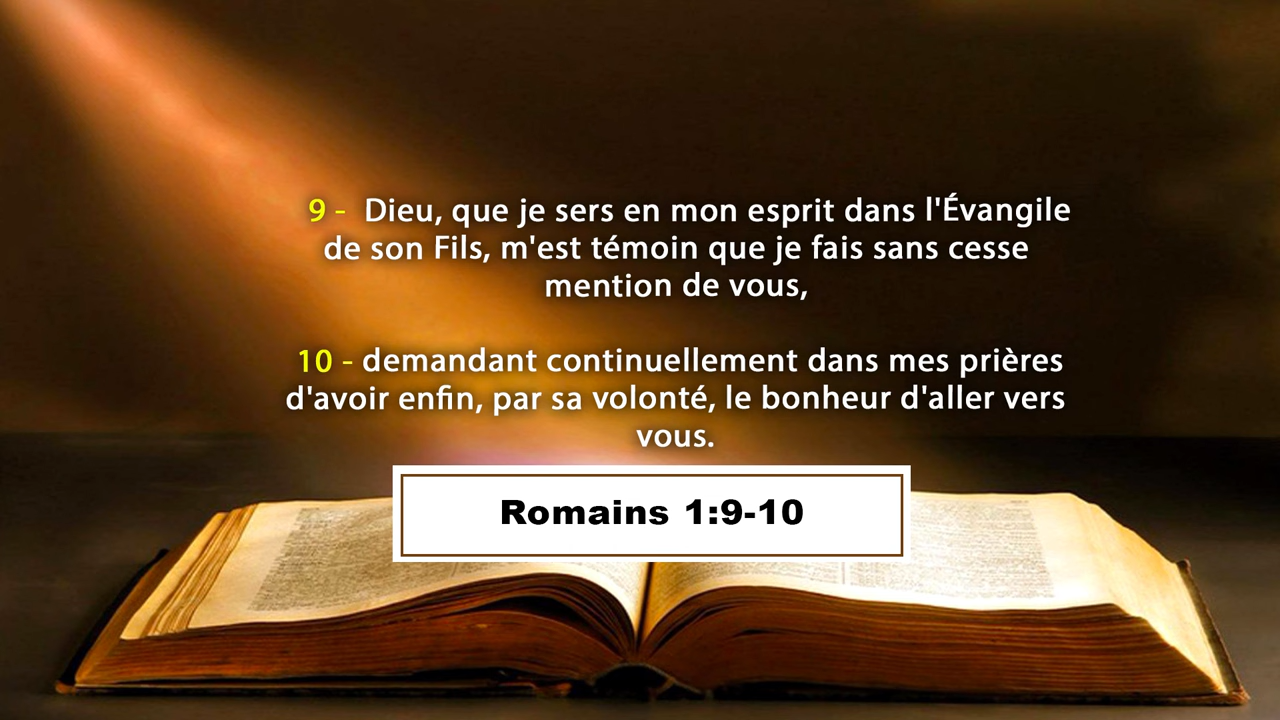 9 - Dieu, que je sers en mon esprit dans l'Évangile
de son Fils, m'est témoin que je fais sans cesse
mention de vous,
10 - demandant continuellement dans mes prières
d'avoir enfin, par sa volonté, le bonheur d'aller vers
vous.
Romains 1:9-10